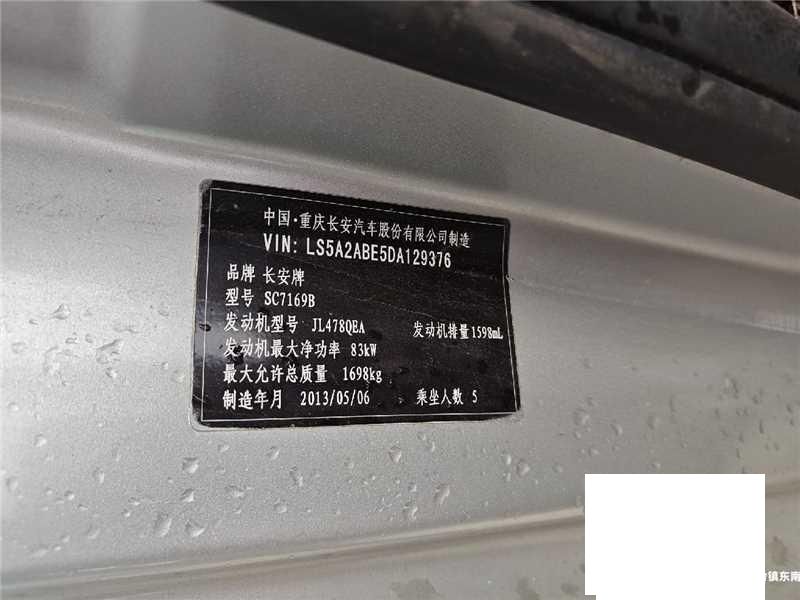 中国·重庆长安汽车股份有限公司制造
VIN: LS5A2ABE5DA129376
品牌 长安牌
型号 SC7169B
发动机型号 JL478QEA 发动机排量1598mL
发动机最大净功率 83kW
最大允许总质量 1698kg
制造年月 2013/05/06 乘坐人数 5
镇东南